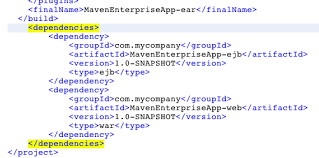 </plugins>
<finalName>MavenEnterpriseApp-ear</finalName>
</build>
<dependencies>
<dependency>
<groupId>com.mycompany</groupId>
<artifactId>MavenEnterpriseApp-ejb</artifactId>
<version>1.0-SNAPSHOT</version>
<type>ejb</type>
</dependency>
<dependency>
<groupId>com.mycompany</groupId>
<artifactId>MavenEnterpriseApp-web</artifactId>
<version>1.0-SNAPSHOT</version>
<type>war</type>
</dependency>
</dependencies>
</project>